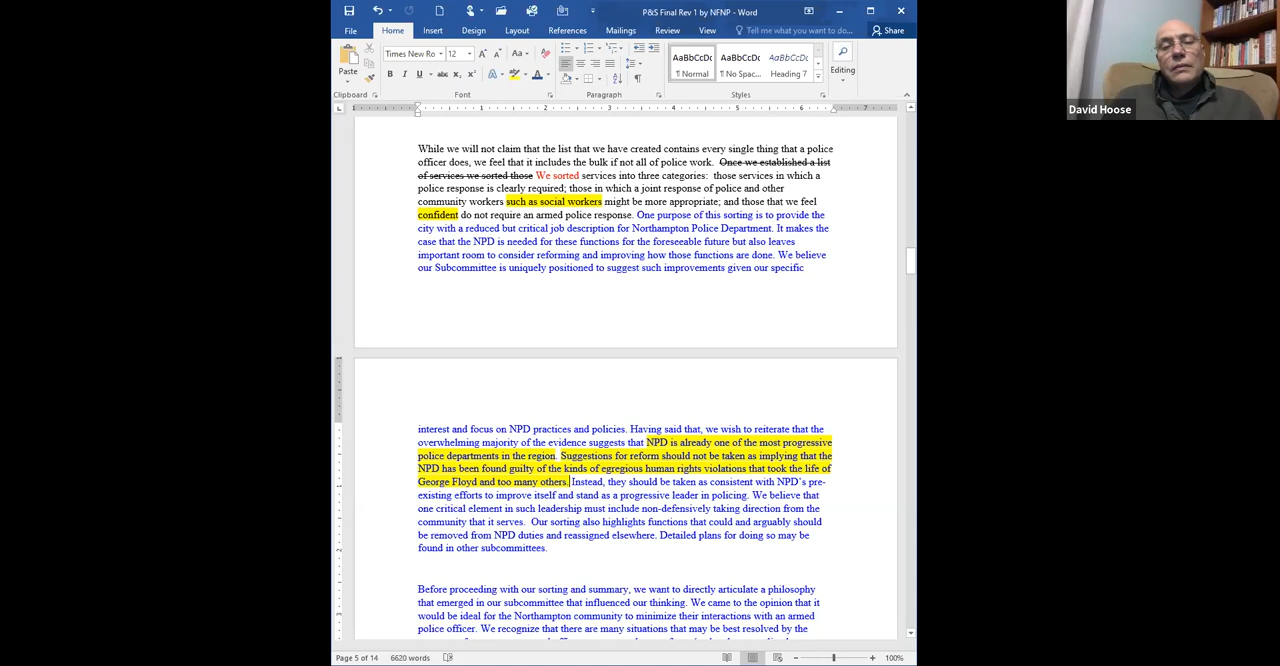 P&S Final Rev 1 by NFNP - Word
File Home Insert Draw Design Layout References Mailings Review View Tell me what you want to do... Share
Paste
Times New Ro 12
AaBbCcDc AaBbCcDc AaBbCcDc
¶ Normal ¶ No Spac... Heading 7
Editing
Clipboard Font Paragraph Styles
1 1 2 3 4 5 6 7
While we will not claim that the list that we have created contains every single thing that a police
officer does, we feel that it includes the bulk if not all of police work. Once we established a list
of services we sorted those We sorted services into three categories: those services in which a
police response is clearly required; those in which a joint response of police and other
community workers such as social workers might be more appropriate; and those that we feel
confident do not require an armed police response. One purpose of this sorting is to provide the
city with a reduced but critical job description for Northampton Police Department. It makes the
case that the NPD is needed for these functions for the foreseeable future but also leaves
important room to consider reforming and improving how those functions are done. We believe
our Subcommittee is uniquely positioned to suggest such improvements given our specific
interest and focus on NPD practices and policies. Having said that, we wish to reiterate that the
overwhelming majority of the evidence suggests that NPD is already one of the most progressive
police departments in the region. Suggestions for reform should not be taken as implying that the
NPD has been found guilty of the kinds of egregious human rights violations that took the life of
George Floyd and too many others. Instead, they should be taken as consistent with NPD's pre-
existing efforts to improve itself and stand as a progressive leader in policing. We believe that
one critical element in such leadership must include non-defensively taking direction from the
community that it serves. Our sorting also highlights functions that could and arguably should
be removed from NPD duties and reassigned elsewhere. Detailed plans for doing so may be
found in other subcommittees.
Before proceeding with our sorting and summary, we want to directly articulate a philosophy
that emerged in our subcommittee that influenced our thinking. We came to the opinion that it
would be ideal for the Northampton community to minimize their interactions with an armed
police officer. We recognize that there are many situations that may be best resolved by the
Page 5 of 14 6620 words 100%
David Hoose